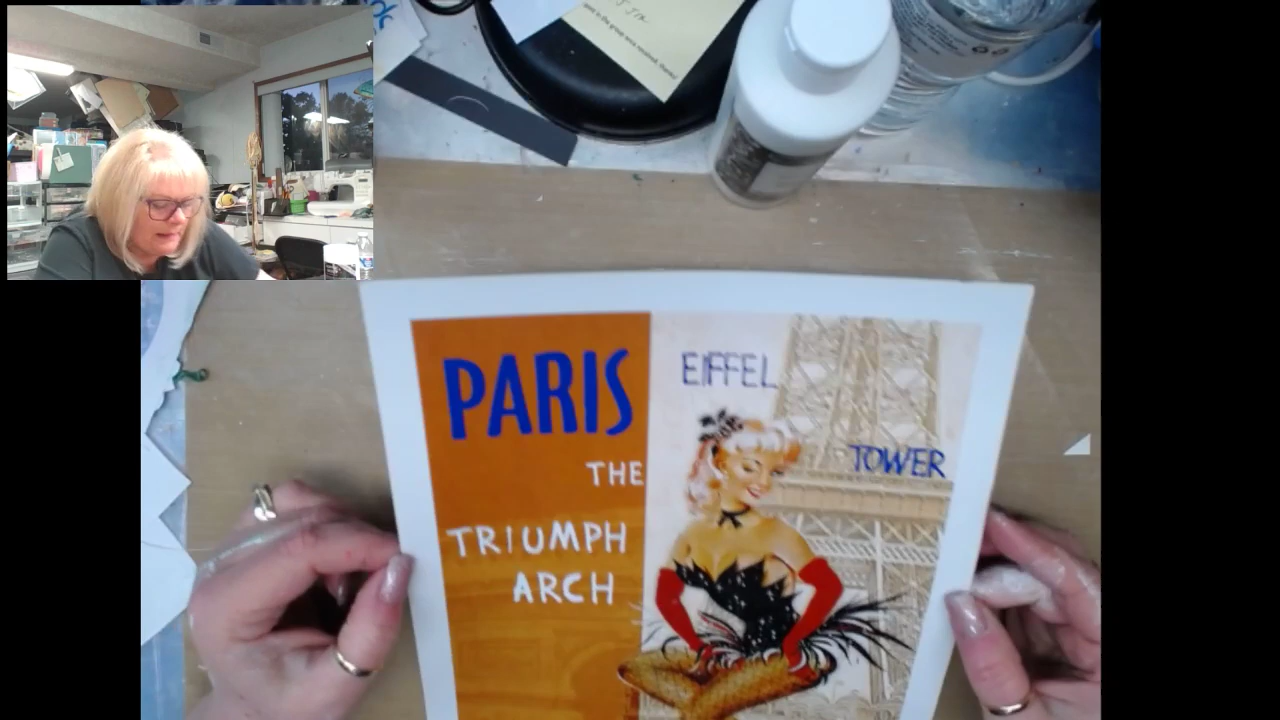 PARIS
THE
TRIUMPH
ARCH
EIFFEL
TOWER